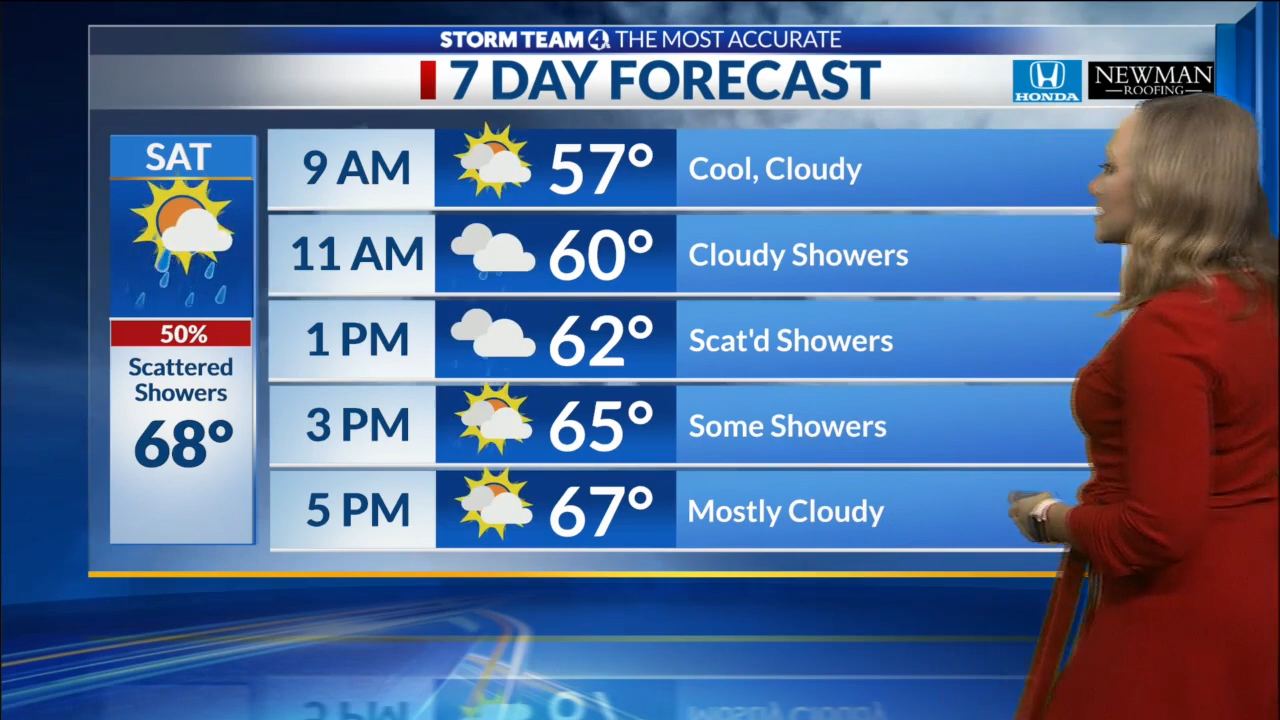 STORM TEAM 4 THE MOST ACCURATE
7 DAY FORECAST
HONDA
NEWMAN
ROOFING
SAT
50%
Scattered
Showers
68°
9 AM 57° Cool, Cloudy
11 AM 60° Cloudy Showers
1 PM 62° Scat'd Showers
3 PM 65° Some Showers
5 PM 67° Mostly Cloudy